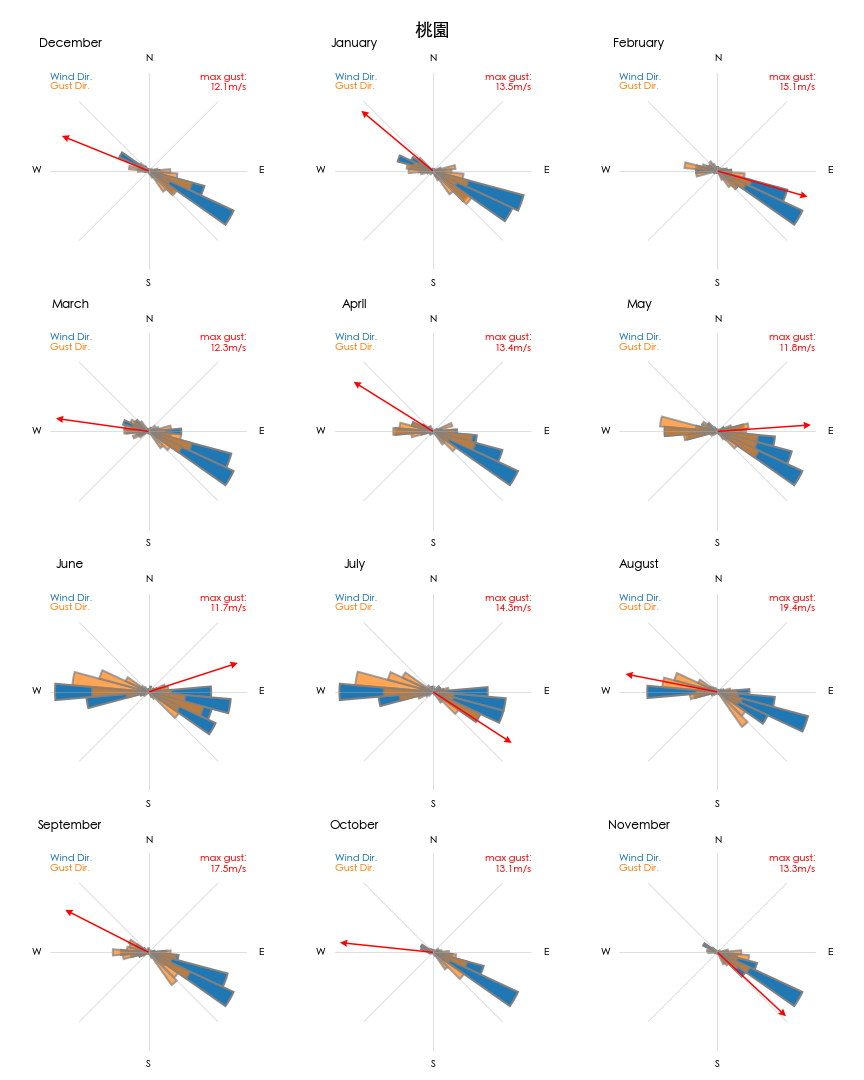 桃園
December
January
February
N
N
N
Wind Dir.
Gust Dir.
max gust:
12.1m/s
Wind Dir.
Gust Dir.
max gust:
13.5m/s
Wind Dir.
Gust Dir.
max gust:
15.1m/s
W
E
W
E
W
E
S
S
S
March
April
May
N
N
N
Wind Dir.
Gust Dir.
max gust:
12.3m/s
Wind Dir.
Gust Dir.
max gust:
13.4m/s
Wind Dir.
Gust Dir.
max gust:
11.8m/s
W
E
W
E
W
E
S
S
S
June
July
August
N
N
N
Wind Dir.
Gust Dir.
max gust:
11.7m/s
Wind Dir.
Gust Dir.
max gust:
14.3m/s
Wind Dir.
Gust Dir.
max gust:
19.4m/s
W
E
W
E
W
E
S
S
S
September
October
November
N
N
N
Wind Dir.
Gust Dir.
max gust:
17.5m/s
Wind Dir.
Gust Dir.
max gust:
13.1m/s
Wind Dir.
Gust Dir.
max gust:
13.3m/s
W
E
W
E
W
E
S
S
S